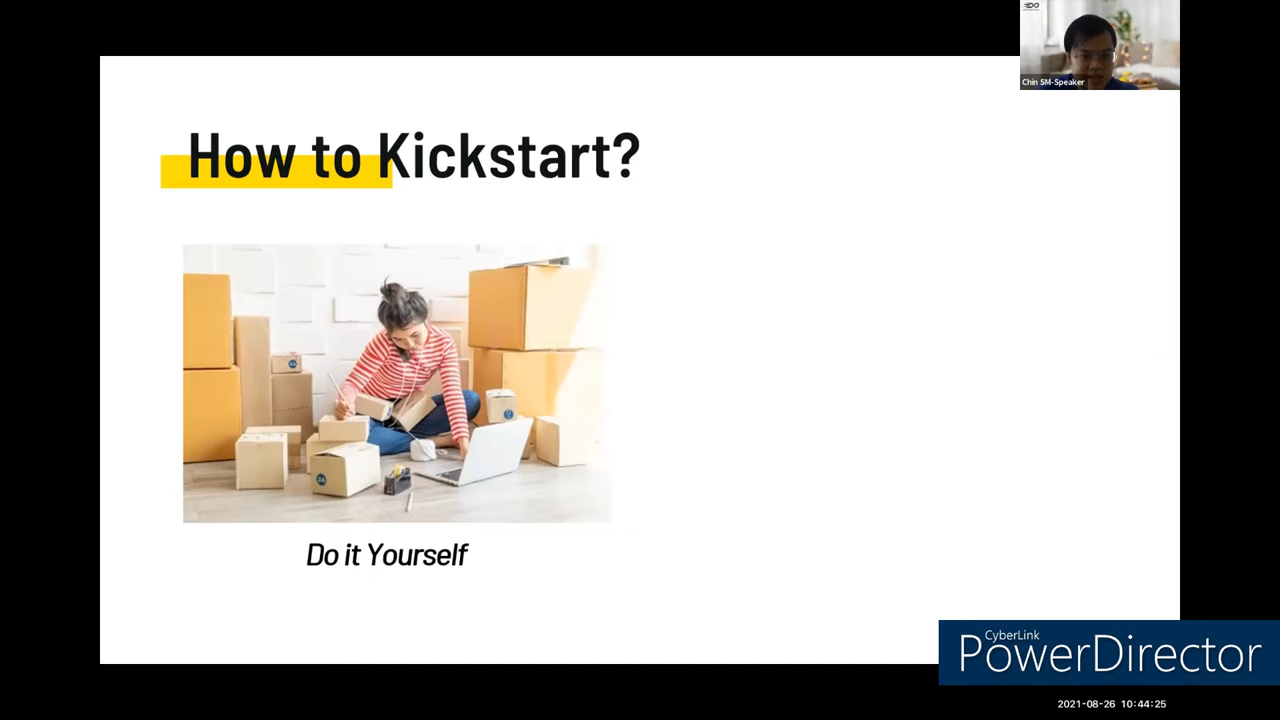 Chin SM-Speaker
How to Kickstart?
Do it Yourself
CyberLink
PowerDirector
2021-08-26 10:44:25